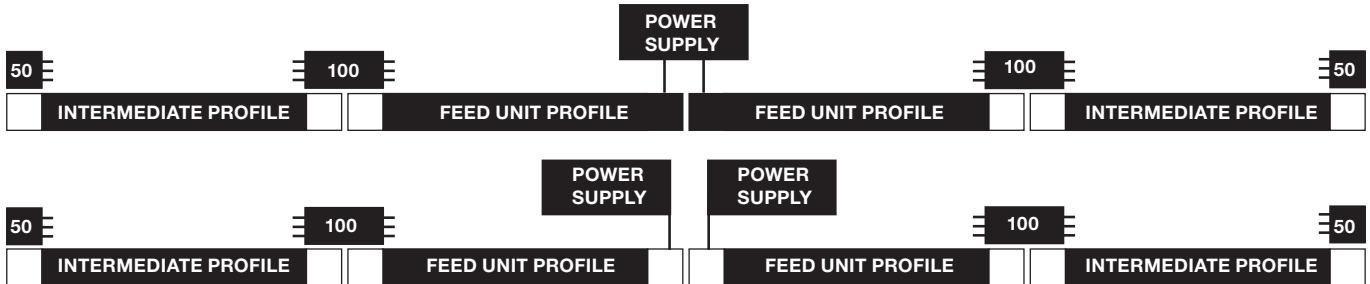 POWER
SUPPLY
50 100 100 50
INTERMEDIATE PROFILE FEED UNIT PROFILE FEED UNIT PROFILE INTERMEDIATE PROFILE
POWER
SUPPLY
POWER
SUPPLY
50 100 100 50
INTERMEDIATE PROFILE FEED UNIT PROFILE FEED UNIT PROFILE INTERMEDIATE PROFILE